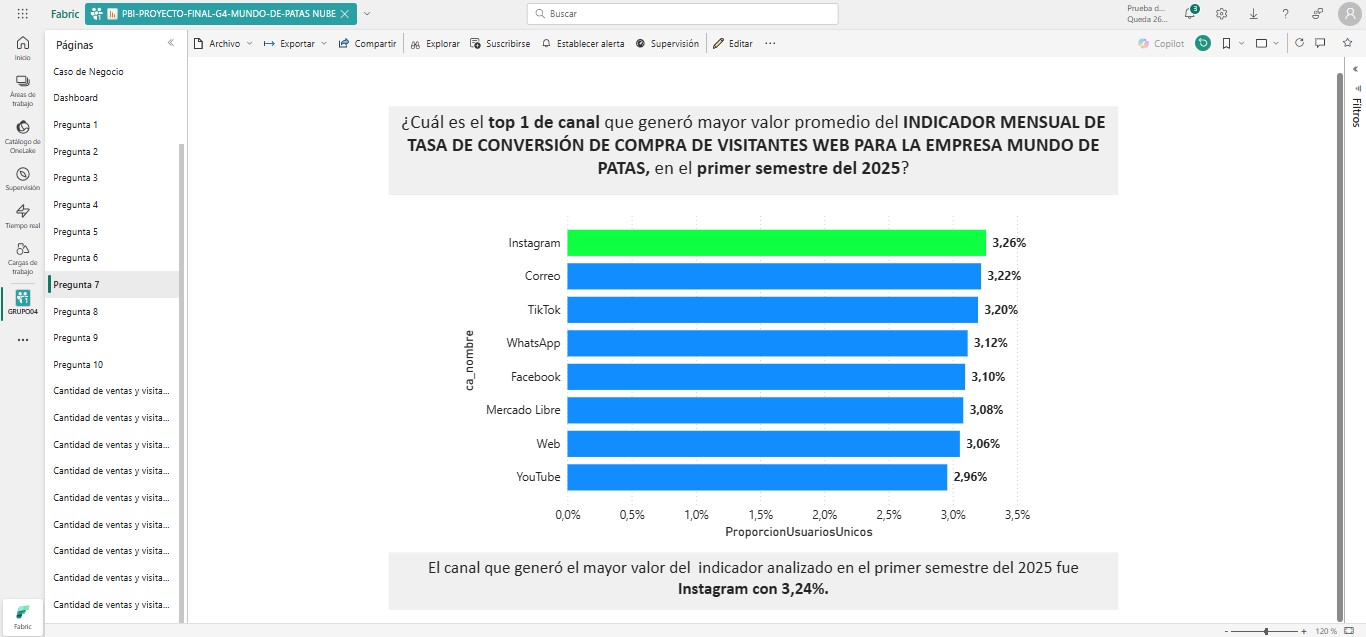 Fabric
PBI-PROYECTO-FINAL-G4-MUNDO-DE-PATAS NUBE
Buscar
Prueba d...
Queda 26...
3
Inicio
Áreas de
trabajo
Catálogo de
OneLake
Supervisión
Tiempo real
Cargas de
trabajo
GRUPO04
Fabric
Páginas
Caso de Negocio
Dashboard
Pregunta 1
Pregunta 2
Pregunta 3
Pregunta 4
Pregunta 5
Pregunta 6
Pregunta 7
Pregunta 8
Pregunta 9
Pregunta 10
Cantidad de ventas y visita...
Cantidad de ventas y visita...
Cantidad de ventas y visita...
Cantidad de ventas y visita...
Cantidad de ventas y visita...
Cantidad de ventas y visita...
Cantidad de ventas y visita...
Cantidad de ventas y visita...
Cantidad de ventas y visita...
Archivo Exportar Compartir Explorar Suscribirse Establecer alerta Supervisión Editar ... Copilot
¿Cuál es el top 1 de canal que generó mayor valor promedio del INDICADOR MENSUAL DE
TASA DE CONVERSIÓN DE COMPRA DE VISITANTES WEB PARA LA EMPRESA MUNDO DE
PATAS, en el primer semestre del 2025?
ca_nombre
Instagram 3,26%
Correo 3,22%
TikTok 3,20%
WhatsApp 3,12%
Facebook 3,10%
Mercado Libre 3,08%
Web 3,06%
YouTube 2,96%
0,0% 0,5% 1,0% 1,5% 2,0% 2,5% 3,0% 3,5%
ProporcionUsuariosUnicos
El canal que generó el mayor valor del indicador analizado en el primer semestre del 2025 fue
Instagram con 3,24%.
Filtros
- + 120 %